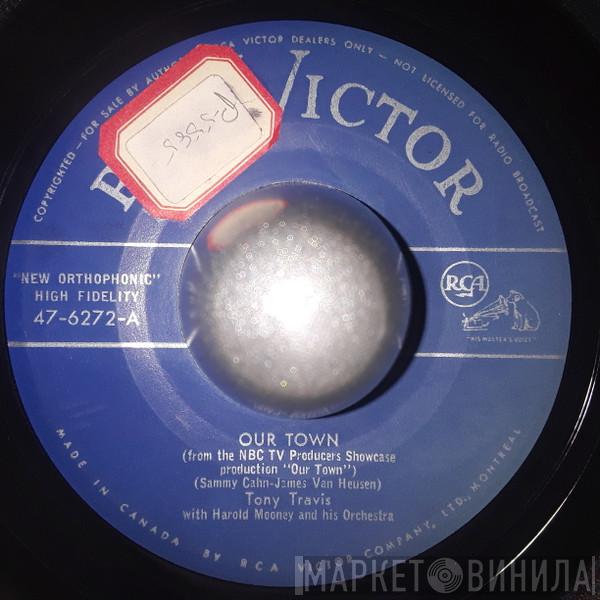 COPYRIGHTED — FOR SALE BY RCA VICTOR DEALERS ONLY — NOT LICENSED FOR RADIO BROADCAST
VICTOR
"NEW ORTHOPHONIC"
HIGH FIDELITY
47-6272-A
RCA
"HIS MASTER'S VOICE"
OUR TOWN
(from the NBC TV Producers Showcase
production "Our Town")
(Sammy Cahn-James Van Heusen)
Tony Travis
with Harold Mooney and his Orchestra
MADE IN CANADA BY RCA VICTOR COMPANY, LTD., MONTREAL
МАРКЕТ ВИНИЛА